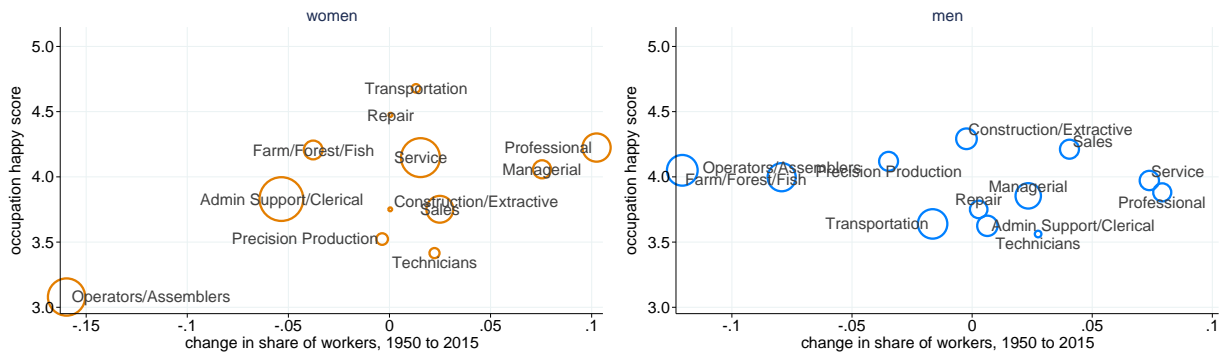 women
occupation happy score
5.0
4.5
4.0
3.5
3.0
Transportation
Repair
Farm/Forest/Fish
Service
Professional
Managerial
Admin Support/Clerical
Construction/Extractive
Sales
Precision Production
Technicians
Operators/Assemblers
-.15
-.1
-.05
0
.05
.1
change in share of workers, 1950 to 2015
men
occupation happy score
5.0
4.5
4.0
3.5
3.0
Construction/Extractive
Sales
Operators/Assemblers
Precision Production
Farm/Forest/Fish
Service
Managerial
Professional
Repair
Transportation
Admin Support/Clerical
Technicians
-.1
-.05
0
.05
.1
change in share of workers, 1950 to 2015